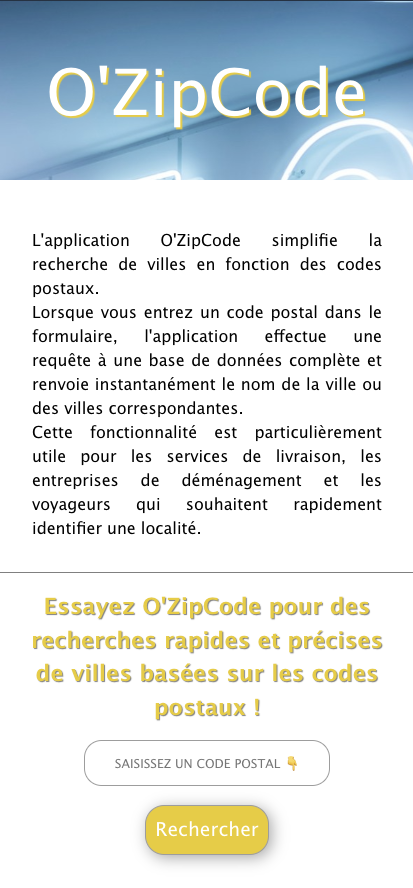 O'ZipCode
L'application O'ZipCode simplifie la
recherche de villes en fonction des codes
postaux.
Lorsque vous entrez un code postal dans le
formulaire, l'application effectue une
requête à une base de données complète et
renvoie instantanément le nom de la ville ou
des villes correspondantes.
Cette fonctionnalité est particulièrement
utile pour les services de livraison, les
entreprises de déménagement et les
voyageurs qui souhaitent rapidement
identifier une localité.
Essayez O'ZipCode pour des
recherches rapides et précises
de villes basées sur les codes
postaux !
SAISISSEZ UN CODE POSTAL 👇
Rechercher